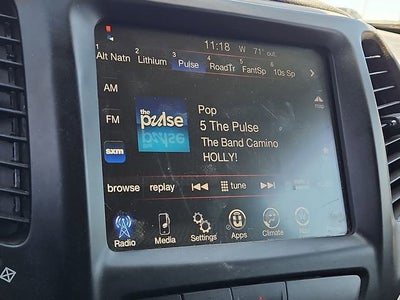 11:18 W 71° out.
1 2 3 4 5 6
Alt Natn Lithium Pulse RoadTr FantSp 10s Sp
AM
map
the pulse
Pop
FM
5 The Pulse
The Band Camino
sxm
HOLLY!
browse replay tune
Radio Media Settings Apps Climate